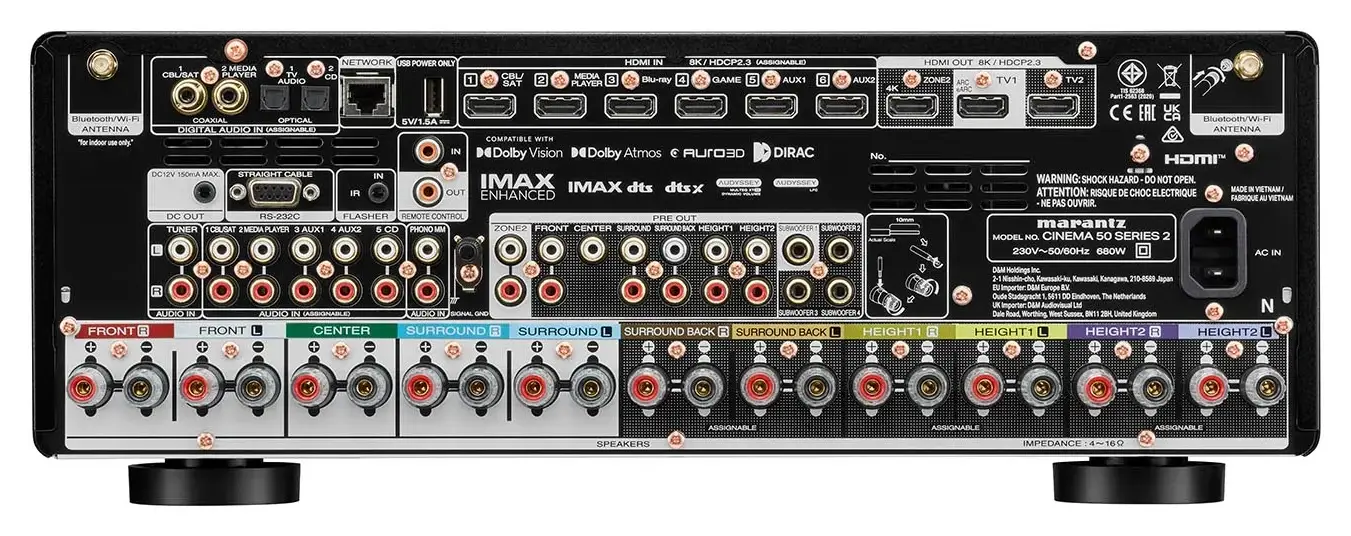 1 CBL/SAT
2 MEDIA PLAYER
1 TV AUDIO
2 CD
COAXIAL
OPTICAL
DIGITAL AUDIO IN (ASSIGNABLE)
NETWORK
USB POWER ONLY
5V/1.5A
HDMI IN 8K/HDCP2.3 (ASSIGNABLE)
1 CBL/SAT
2 MEDIA PLAYER
3 Blu-ray
4 GAME
5 AUX1
6 AUX2
HDMI OUT 8K/HDCP2.3
4K ZONE2
ARC eARC TV1
TV2
TIS 62368
Part1-2563 (2020)
CE EAC UK CA
Bluetooth/Wi-Fi
ANTENNA
*for indoor use only.*
Bluetooth/Wi-Fi
ANTENNA
DC12V 150mA MAX.
DC OUT
STRAIGHT CABLE
RS-232C
IR
IN
FLASHER
IN
OUT
REMOTE CONTROL
COMPATIBLE WITH
Dolby Vision
Dolby Atmos
AURO3D
DIRAC
IMAX ENHANCED
IMAX dts
dts X
AUDYSSEY
AUDYSSEY
No.
HDMI™
WARNING: SHOCK HAZARD - DO NOT OPEN.
ATTENTION: RISQUE DE CHOC ELECTRIQUE
- NE PAS OUVRIR.
MADE IN VIETNAM /
FABRIQUE AU VIETNAM
marantz
MODEL NO. CINEMA 50 SERIES 2
230V~50/60Hz 680W
D&M Holdings Inc.
2-1 Nisshin-cho, Kawasaki-ku, Kawasaki, Kanagawa, 210-8569 Japan
EU Importer: D&M Europe B.V.
Oude Stadsgracht 1, 5611 DD Eindhoven, The Netherlands
UK Importer: D&M Audiovisual Ltd
Dale Road, Worthing, West Sussex, BN11 2BH, United Kingdom
AC IN
N
TUNER
1 CBL/SAT
2 MEDIA PLAYER
3 AUX1
4 AUX2
5 CD
PHONO MM
L
R
AUDIO IN
AUDIO IN (ASSIGNABLE)
AUDIO IN
SIGNAL GND
PRE OUT
ZONE2
FRONT
CENTER
SURROUND
SURROUND BACK
HEIGHT1
HEIGHT2
SUBWOOFER 1
SUBWOOFER 2
SUBWOOFER 3
SUBWOOFER 4
10mm
Actual Scale
FRONT R
FRONT L
CENTER
SURROUND R
SURROUND L
SURROUND BACK R
SURROUND BACK L
HEIGHT1 R
HEIGHT1 L
HEIGHT2 R
HEIGHT2 L
ASSIGNABLE
ASSIGNABLE
ASSIGNABLE
SPEAKERS
IMPEDANCE : 4~16Ω